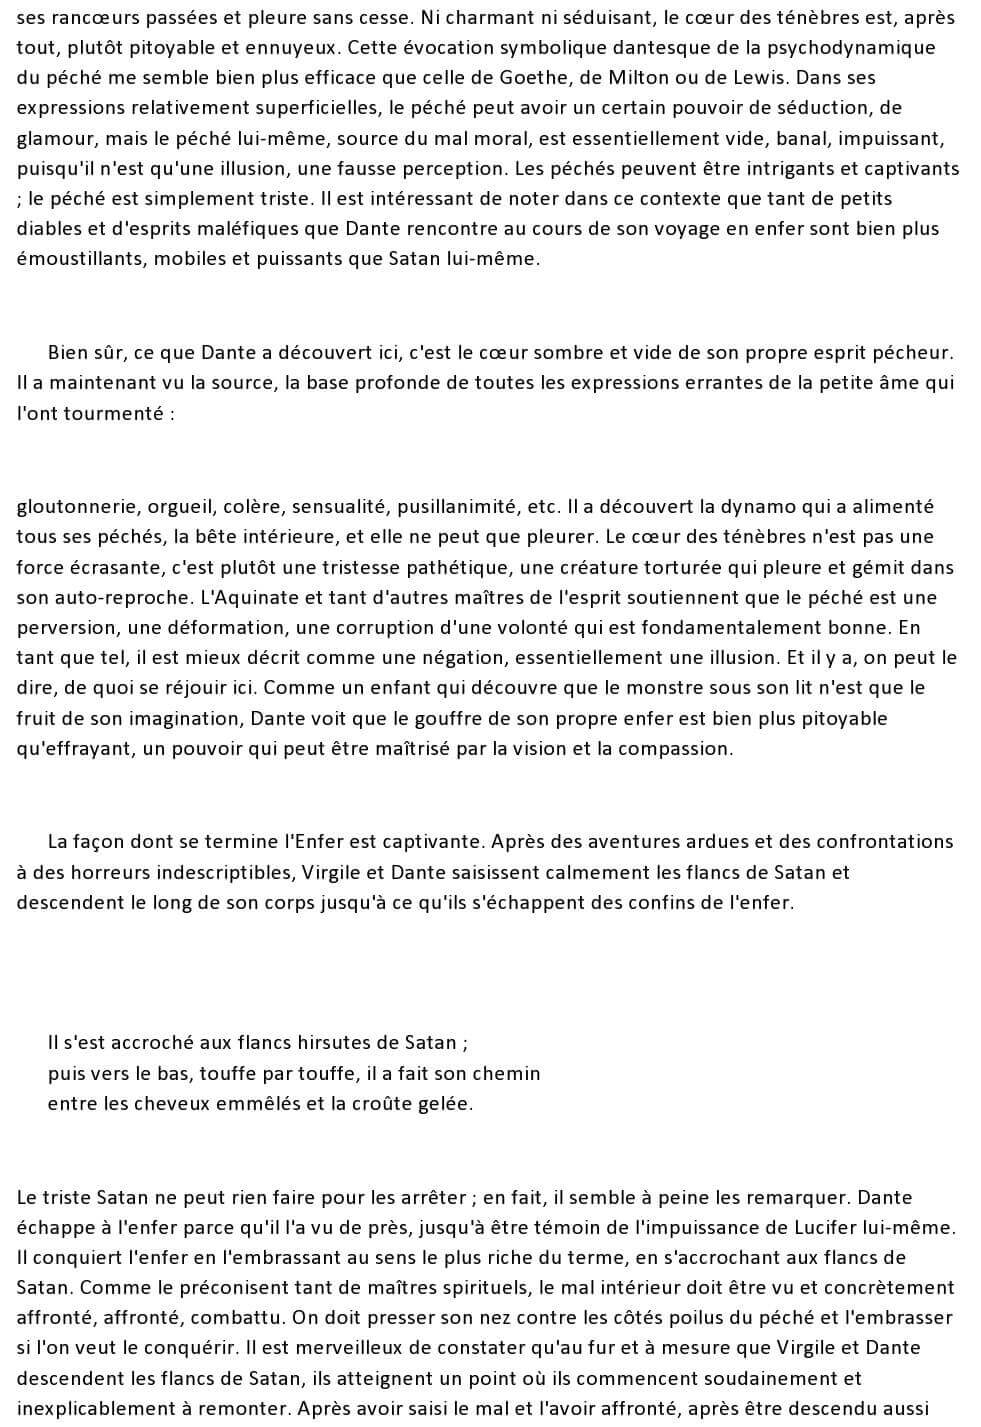 ses rancœurs passées et pleure sans cesse. Ni charmant ni séduisant, le cœur des ténèbres est, après
tout, plutôt pitoyable et ennuyeux. Cette évocation symbolique dantesque de la psychodynamique
du péché me semble bien plus efficace que celle de Goethe, de Milton ou de Lewis. Dans ses
expressions relativement superficielles, le péché peut avoir un certain pouvoir de séduction, de
glamour, mais le péché lui-même, source du mal moral, est essentiellement vide, banal, impuissant,
puisqu'il n'est qu'une illusion, une fausse perception. Les péchés peuvent être intrigants et captivants
; le péché est simplement triste. Il est intéressant de noter dans ce contexte que tant de petits
diables et d'esprits maléfiques que Dante rencontre au cours de son voyage en enfer sont bien plus
émoustillants, mobiles et puissants que Satan lui-même.
Bien sûr, ce que Dante a découvert ici, c'est le cœur sombre et vide de son propre esprit pécheur.
Il a maintenant vu la source, la base profonde de toutes les expressions errantes de la petite âme qui
l'ont tourmenté :
gloutonnerie, orgueil, colère, sensualité, pusillanimité, etc. Il a découvert la dynamo qui a alimenté
tous ses péchés, la bête intérieure, et elle ne peut que pleurer. Le cœur des ténèbres n'est pas une
force écrasante, c'est plutôt une tristesse pathétique, une créature torturée qui pleure et gémit dans
son auto-reproche. L'Aquinate et tant d'autres maîtres de l'esprit soutiennent que le péché est une
perversion, une déformation, une corruption d'une volonté qui est fondamentalement bonne. En
tant que tel, il est mieux décrit comme une négation, essentiellement une illusion. Et il y a, on peut le
dire, de quoi se réjouir ici. Comme un enfant qui découvre que le monstre sous son lit n'est que le
fruit de son imagination, Dante voit que le gouffre de son propre enfer est bien plus pitoyable
qu'effrayant, un pouvoir qui peut être maîtrisé par la vision et la compassion.
La façon dont se termine l'Enfer est captivante. Après des aventures ardues et des confrontations
à des horreurs indescriptibles, Virgile et Dante saisissent calmement les flancs de Satan et
descendent le long de son corps jusqu'à ce qu'ils s'échappent des confins de l'enfer.
Il s'est accroché aux flancs hirsutes de Satan ;
puis vers le bas, touffe par touffe, il a fait son chemin
entre les cheveux emmêlés et la croûte gelée.
Le triste Satan ne peut rien faire pour les arrêter ; en fait, il semble à peine les remarquer. Dante
échappe à l'enfer parce qu'il l'a vu de près, jusqu'à être témoin de l'impuissance de Lucifer lui-même.
Il conquiert l'enfer en l'embrassant au sens le plus riche du terme, en s'accrochant aux flancs de
Satan. Comme le préconisent tant de maîtres spirituels, le mal intérieur doit être vu et concrètement
affronté, affronté, combattu. On doit presser son nez contre les côtés poilus du péché et l'embrasser
si l'on veut le conquérir. Il est merveilleux de constater qu'au fur et à mesure que Virgile et Dante
descendent les flancs de Satan, ils atteignent un point où ils commencent soudainement et
inexplicablement à remonter. Après avoir saisi le mal et l'avoir affronté, après être descendu aussi